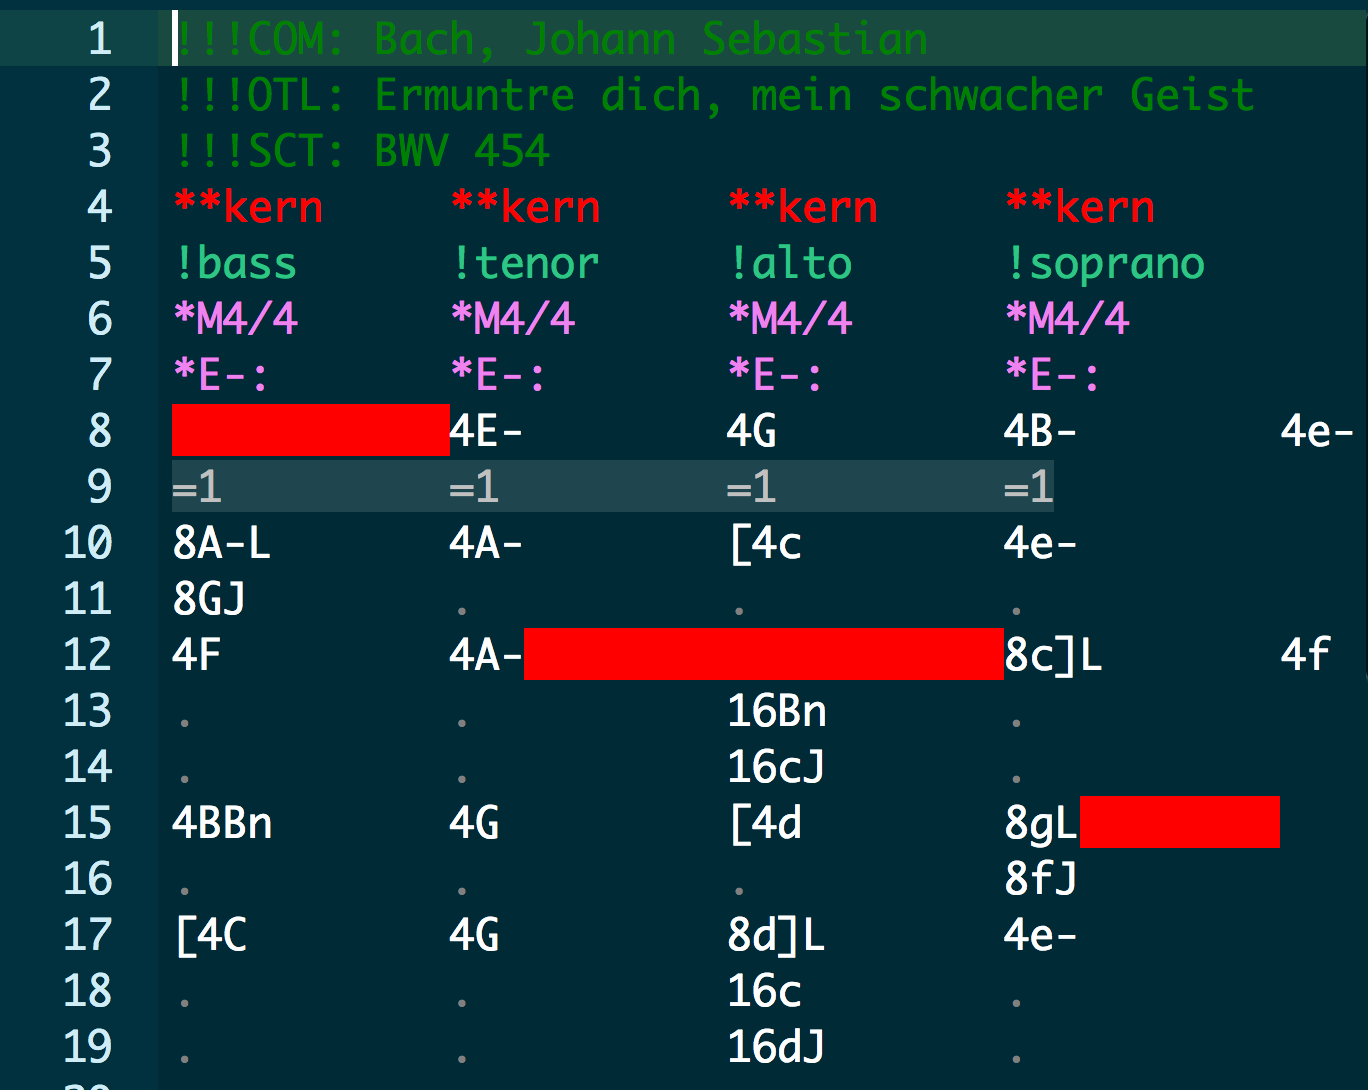 1 !!!COM: Bach, Johann Sebastian
2 !!!OTL: Ermuntre dich, mein schwacher Geist
3 !!!SCT: BWV 454
4 **kern **kern **kern **kern
5 !bass !tenor !alto !soprano
6 *M4/4 *M4/4 *M4/4 *M4/4
7 *E-: *E-: *E-: *E-:
8 4E- 4G 4B- 4e-
9 =1 =1 =1 =1
10 8A-L 4A- [4c 4e-
11 8GJ . . .
12 4F 4A- 8c]L 4f
13 . . 16Bn .
14 . . 16cJ .
15 4BBn 4G [4d 8gL
16 . . . 8fJ
17 [4C 4G 8d]L 4e-
18 . . 16c .
19 . . 16dJ .